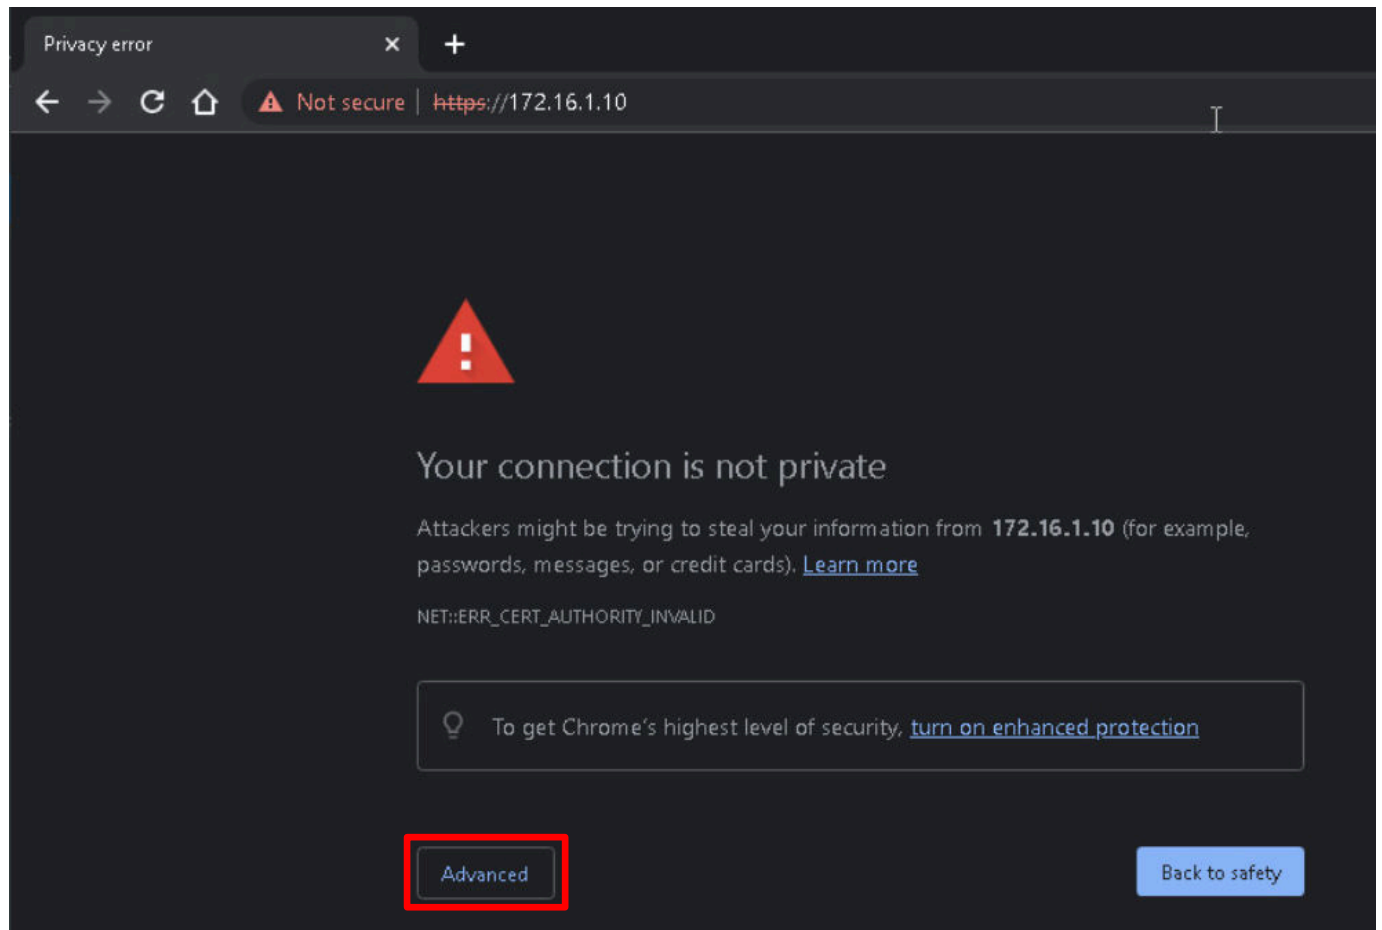 Privacy error
Not secure | https://172.16.1.10
Your connection is not private
Attackers might be trying to steal your information from 172.16.1.10 (for example,
passwords, messages, or credit cards). Learn more
NET::ERR_CERT_AUTHORITY_INVALID
To get Chrome's highest level of security, turn on enhanced protection
Advanced
Back to safety